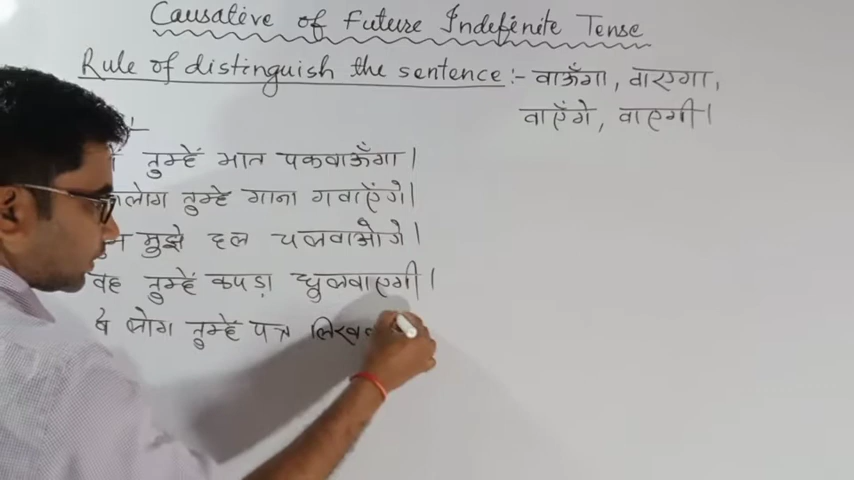 Causative of Future Indefinite Tense
Rule of distinguish the sentence :- वाऊँगा, वाएगा,
वाएँगे, वाएगी।
तुम्हें भात पकवाऊँगा।
तुम्हे गाना गवाएँगे।
मुझे हल चलवाओगे।
वह तुम्हें कपड़ा धुलवाएगी।
वे लोग तुम्हें पत्र